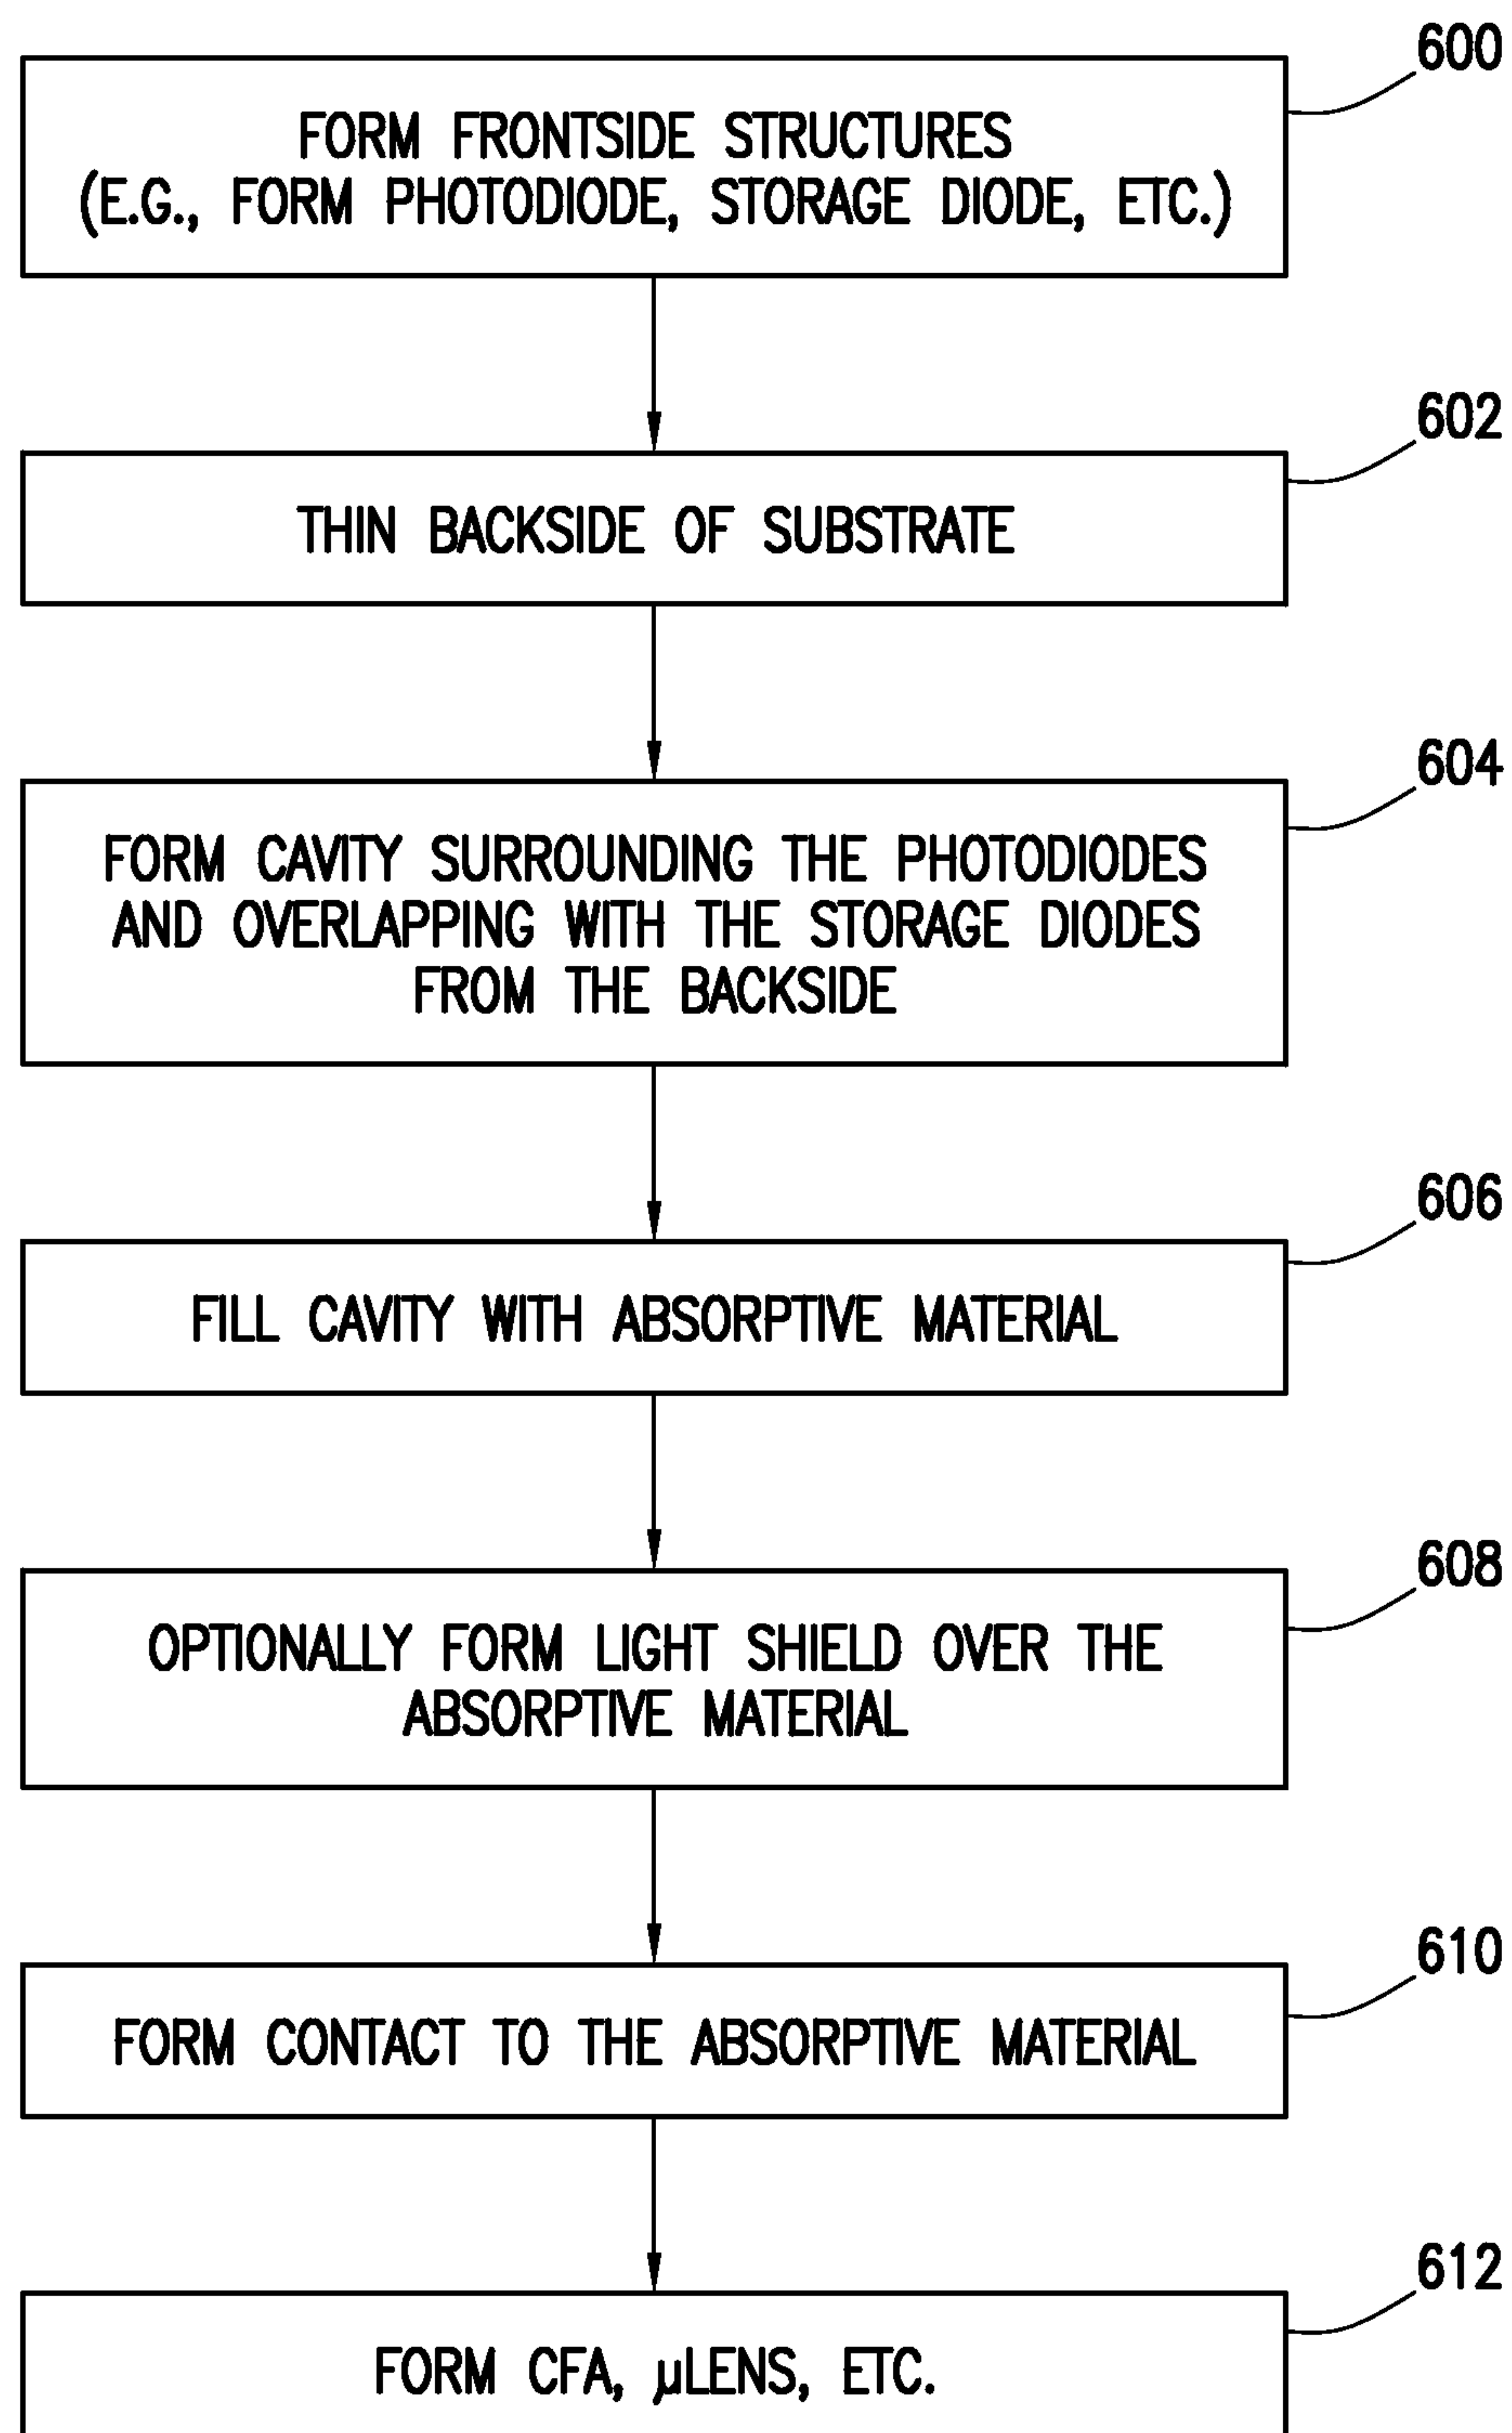 600
FORM FRONTSIDE STRUCTURES
(E.G., FORM PHOTODIODE, STORAGE DIODE, ETC.)
602
THIN BACKSIDE OF SUBSTRATE
604
FORM CAVITY SURROUNDING THE PHOTODIODES
AND OVERLAPPING WITH THE STORAGE DIODES
FROM THE BACKSIDE
606
FILL CAVITY WITH ABSORPTIVE MATERIAL
608
OPTIONALLY FORM LIGHT SHIELD OVER THE
ABSORPTIVE MATERIAL
610
FORM CONTACT TO THE ABSORPTIVE MATERIAL
612
FORM CFA, µLENS, ETC.